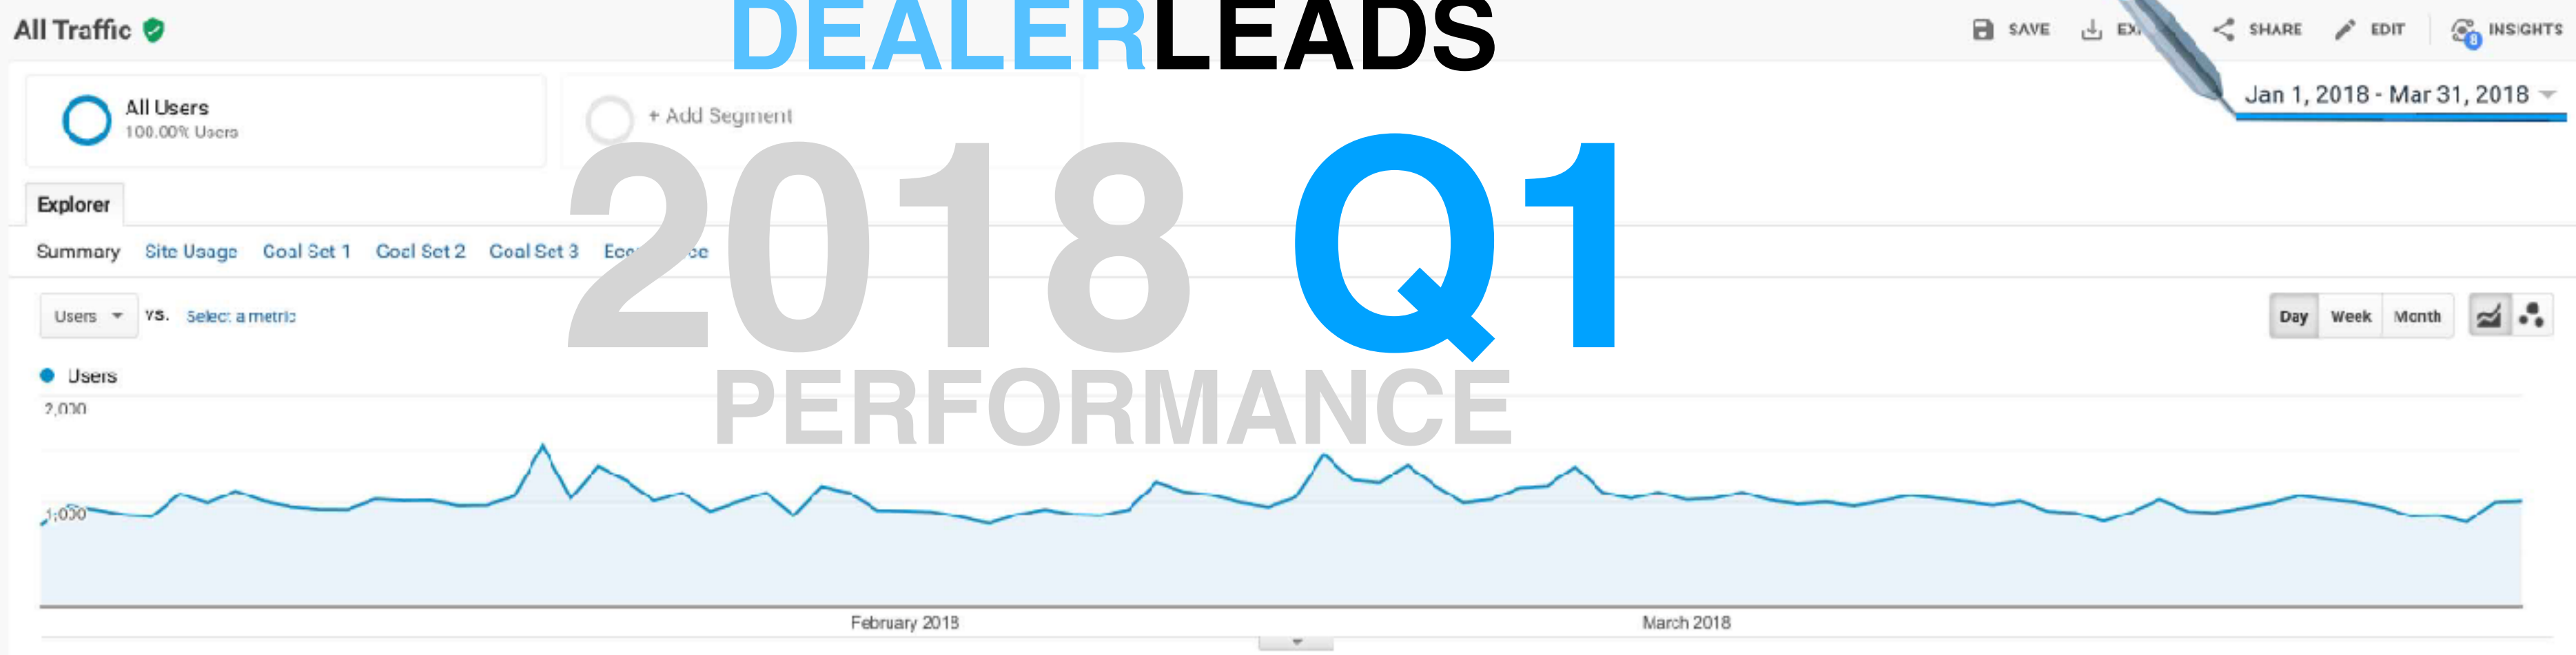 DEALERLEADS
All Traffic
SAVE
SHARE
EDIT
8
INSIGHTS
All Users
100.00% Users
+ Add Segment
Jan 1, 2018 - Mar 31, 2018
2018 Q1
Explorer
Summary Site Usage Goal Set 1 Goal Set 2 Goal Set 3
Users vs. Select a metric
Day Week Month
PERFORMANCE
Users
2,000
1,000
February 2018 March 2018